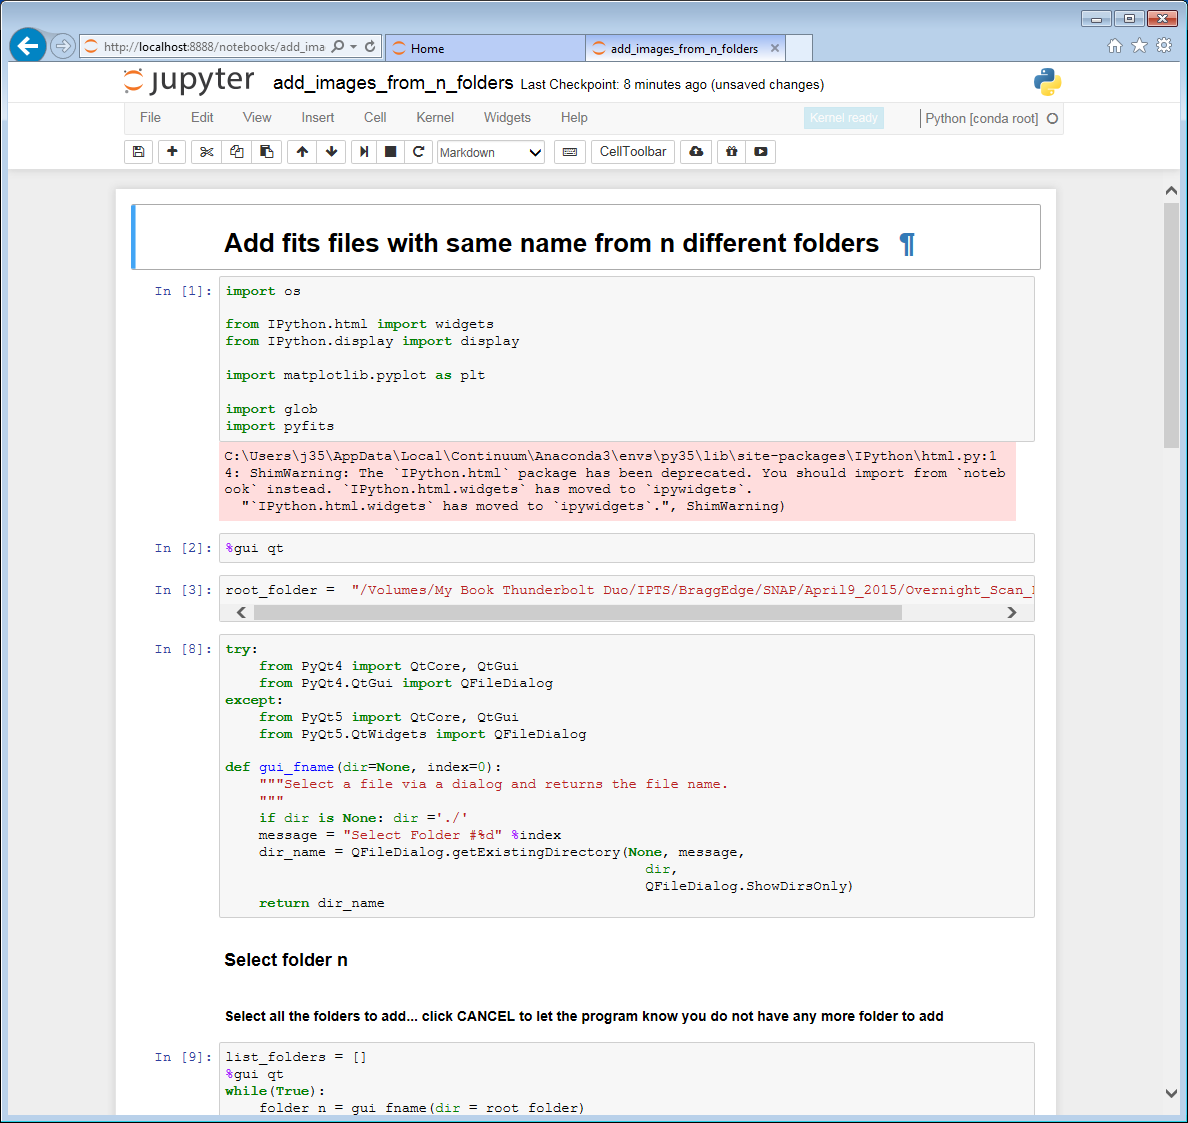 http://localhost:8888/notebooks/add_ima
Home
add_images_from_n_folders
jupyter add_images_from_n_folders Last Checkpoint: 8 minutes ago (unsaved changes)
File Edit View Insert Cell Kernel Widgets Help Kernel ready Python [conda root]
Markdown CellToolbar
Add fits files with same name from n different folders ¶
In [1]: import os
from IPython.html import widgets
from IPython.display import display
import matplotlib.pyplot as plt
import glob
import pyfits
C:\Users\j35\AppData\Local\Continuum\Anaconda3\envs\py35\lib\site-packages\IPython\html.py:1
4: ShimWarning: The `IPython.html` package has been deprecated. You should import from `noteb
ook` instead. `IPython.html.widgets` has moved to `ipywidgets`.
  "`IPython.html.widgets` has moved to `ipywidgets`.", ShimWarning)
In [2]: %gui qt
In [3]: root_folder =  "/Volumes/My Book Thunderbolt Duo/IPTS/BraggEdge/SNAP/April9_2015/Overnight_Scan_
In [8]: try:
    from PyQt4 import QtCore, QtGui
    from PyQt4.QtGui import QFileDialog
except:
    from PyQt5 import QtCore, QtGui
    from PyQt5.QtWidgets import QFileDialog
def gui_fname(dir=None, index=0):
    """Select a file via a dialog and returns the file name.
    """
    if dir is None: dir ='./'
    message = "Select Folder #%d" %index
    dir_name = QFileDialog.getExistingDirectory(None, message,
                                                dir,
                                                QFileDialog.ShowDirsOnly)
    return dir_name
Select folder n
Select all the folders to add... click CANCEL to let the program know you do not have any more folder to add
In [9]: list_folders = []
%gui qt
while(True):
    folder_n = gui_fname(dir = root_folder)